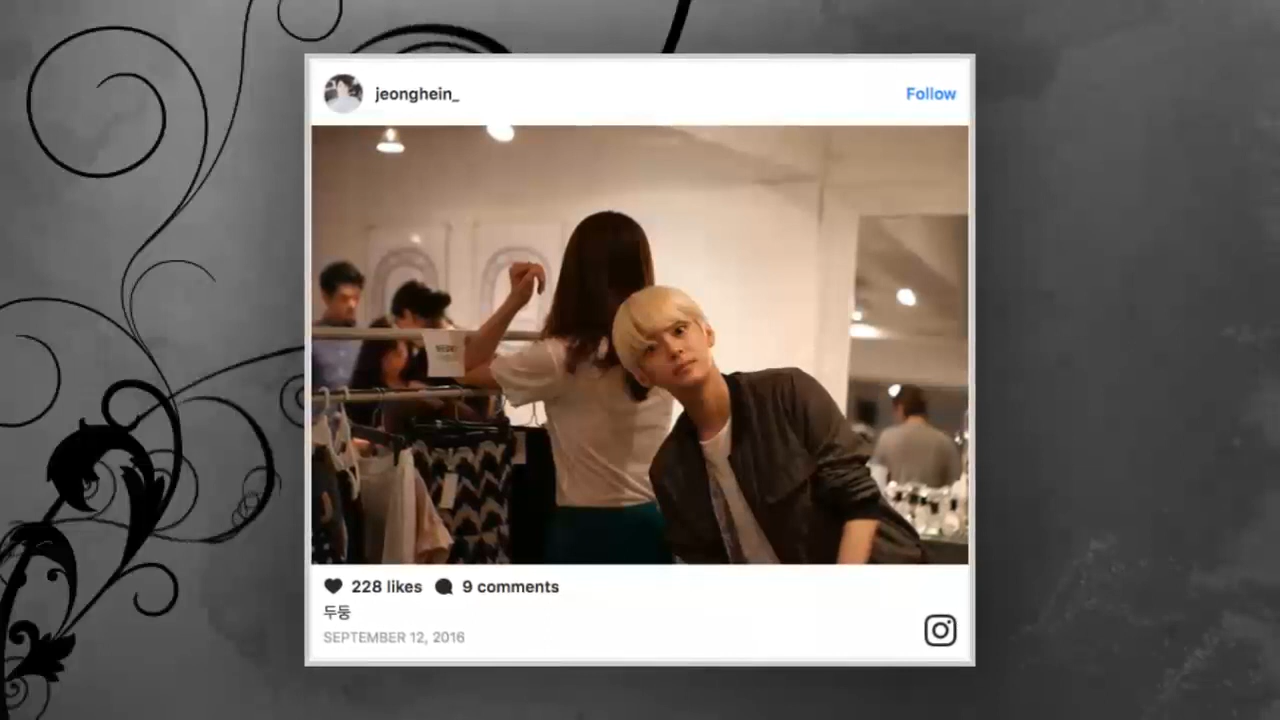 jeonghein_
Follow
228 likes 9 comments
두둥
SEPTEMBER 12, 2016